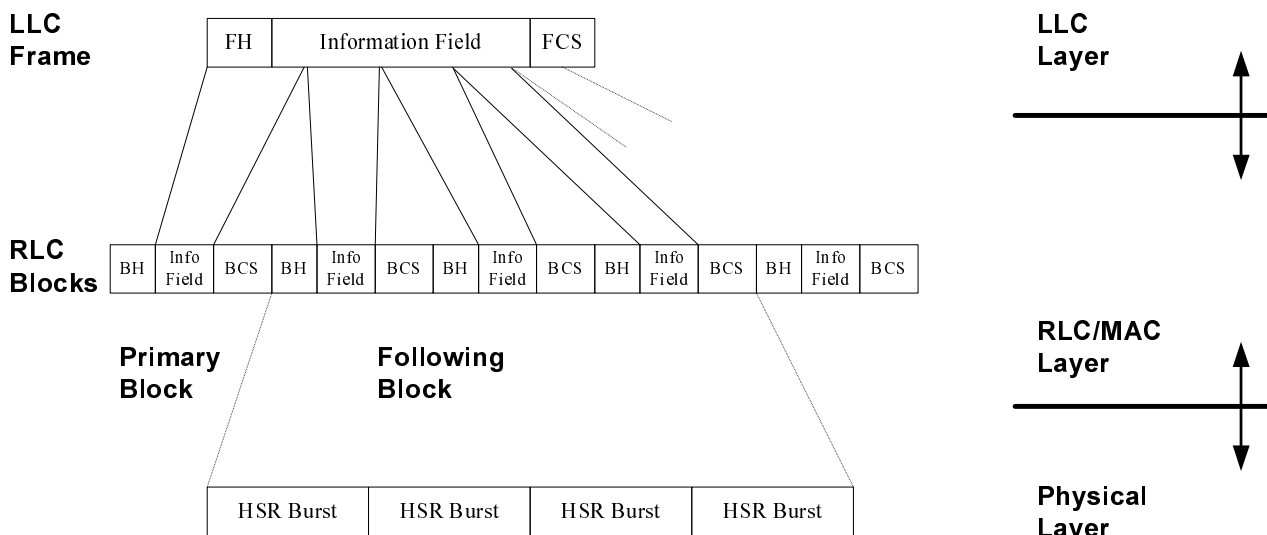 LLC
Frame
FH
Information Field
FCS
LLC
Layer
RLC
Blocks
BH
Info
Field
BCS
BH
Info
Field
BCS
BH
Info
Field
BCS
BH
Info
Field
BCS
BH
Info
Field
BCS
Primary
Block
Following
Block
RLC/MAC
Layer
HSR Burst
HSR Burst
HSR Burst
HSR Burst
Physical
Layer